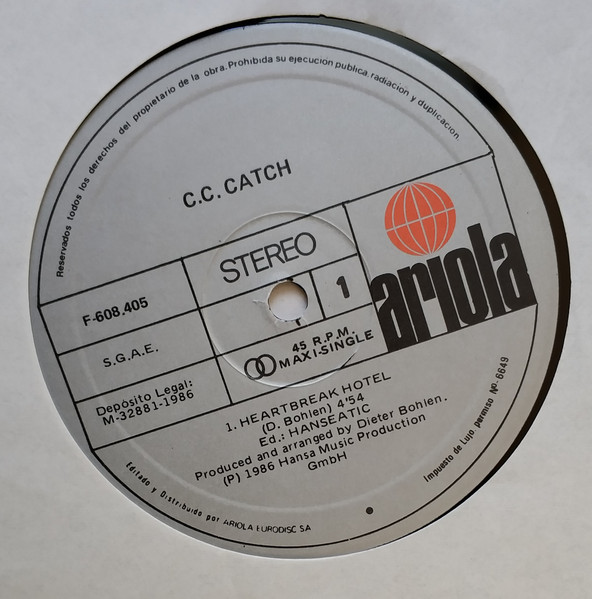 Reservados todos los derechos del propietario de la obra. Prohibida su ejecucion publica, radiacion y duplicacion.
C.C. CATCH
STEREO
ariola
F-608.405
1
S.G.A.E.
45 R.P.M.
MAXI-SINGLE
Depósito Legal:
M-32881-1986
1. HEARTBREAK HOTEL
(D. Bohlen) 4'54
Ed.: HANSEATIC
Produced and arranged by Dieter Bohlen.
(P) 1986 Hansa Music Production
GmbH
Impuesto de Lujo, permiso No. 6649
Editado y Distribuido por ARIOLA EURODISC SA